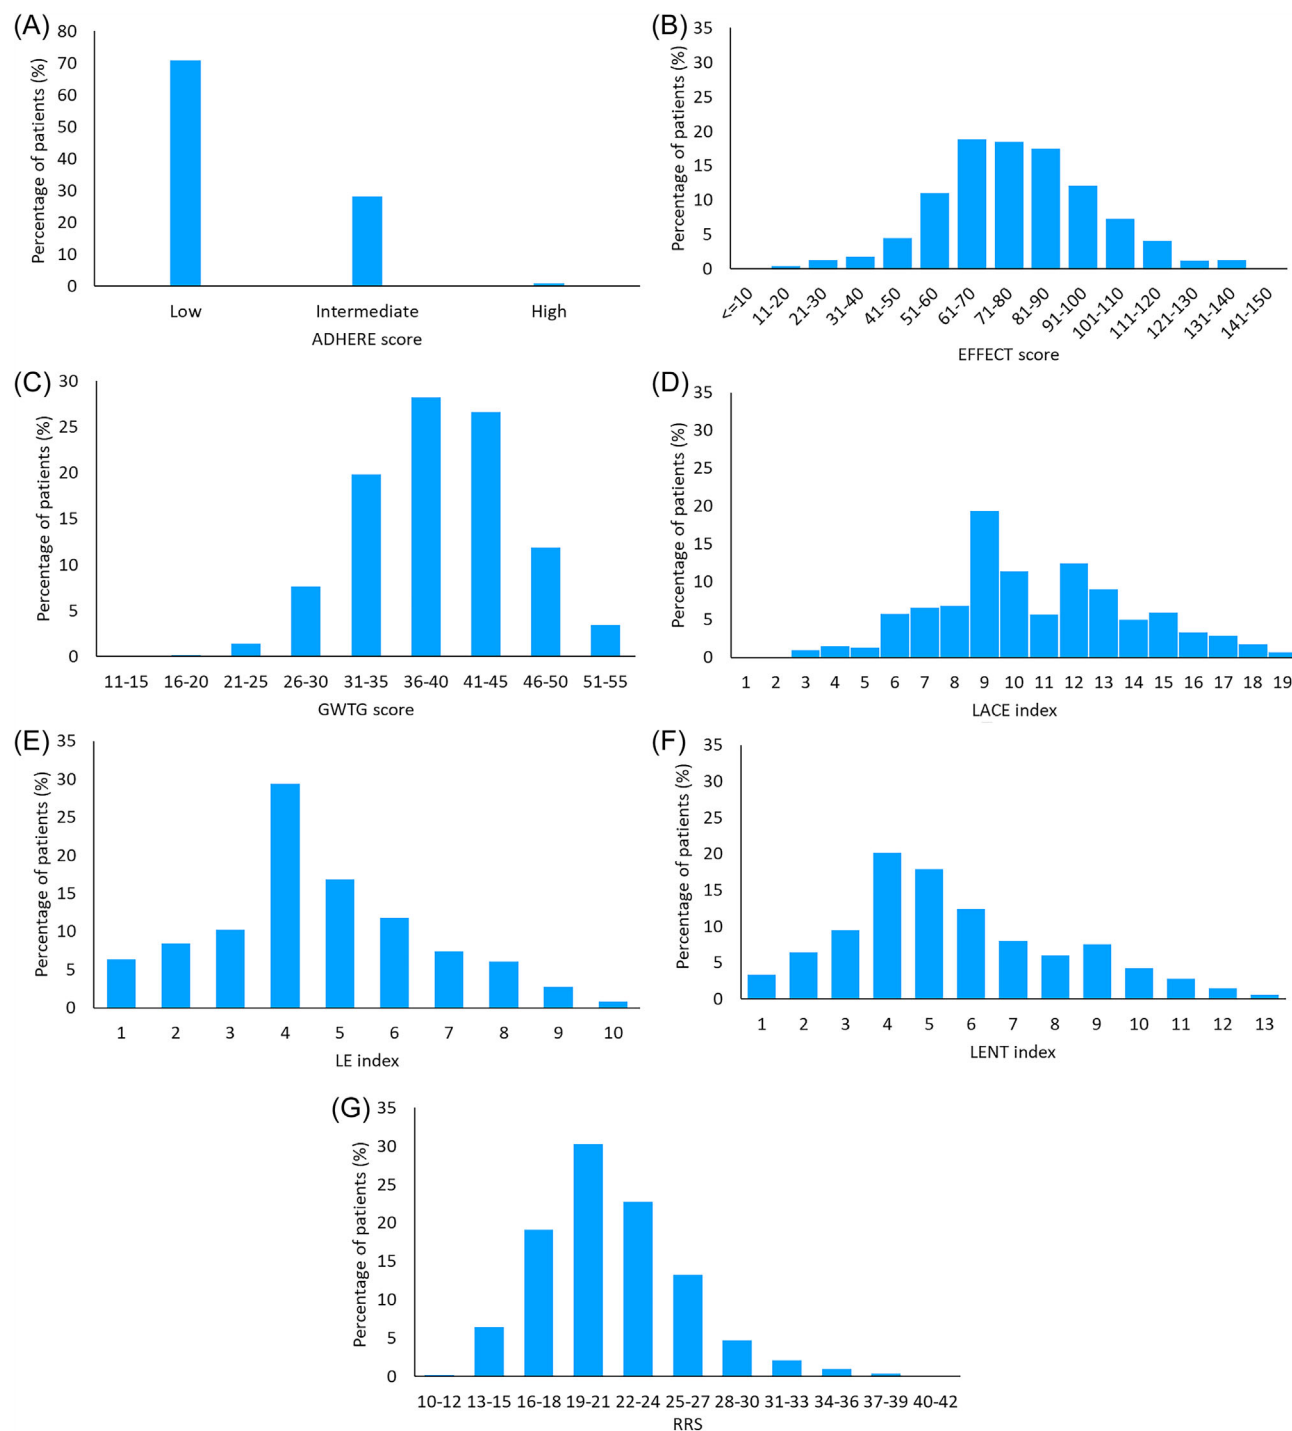 (A)
Percentage of patients (%)
80
70
60
50
40
30
20
10
0
Low Intermediate High
ADHERE score
(B)
Percentage of patients (%)
35
30
25
20
15
10
5
0
<=10 11-20 21-30 31-40 41-50 51-60 61-70 71-80 81-90 91-100 101-110 111-120 121-130 131-140 141-150
EFFECT score
(C)
Percentage of patients (%)
30
25
20
15
10
5
0
11-15 16-20 21-25 26-30 31-35 36-40 41-45 46-50 51-55
GWTG score
(D)
Percentage of patients (%)
35
30
25
20
15
10
5
0
1 2 3 4 5 6 7 8 9 10 11 12 13 14 15 16 17 18 19
LACE index
(E)
Percentage of patients (%)
35
30
25
20
15
10
5
0
1 2 3 4 5 6 7 8 9 10
LE index
(F)
Percentage of patients (%)
35
30
25
20
15
10
5
0
1 2 3 4 5 6 7 8 9 10 11 12 13
LENT index
(G)
Percentage of patients (%)
35
30
25
20
15
10
5
0
10-12 13-15 16-18 19-21 22-24 25-27 28-30 31-33 34-36 37-39 40-42
RRS